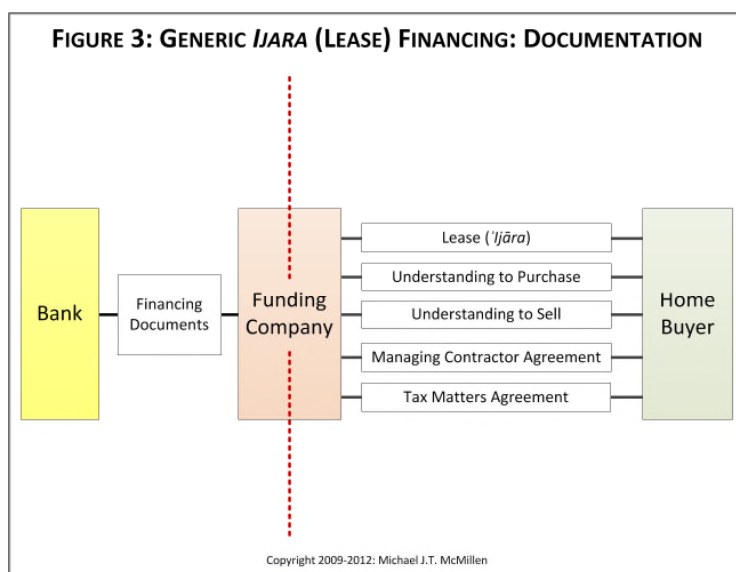 FIGURE 3: GENERIC IJARA (LEASE) FINANCING: DOCUMENTATION
Bank
Financing
Documents
Funding
Company
Lease (ʿIjāra)
Understanding to Purchase
Understanding to Sell
Managing Contractor Agreement
Tax Matters Agreement
Home
Buyer
Copyright 2009-2012: Michael J.T. McMillen